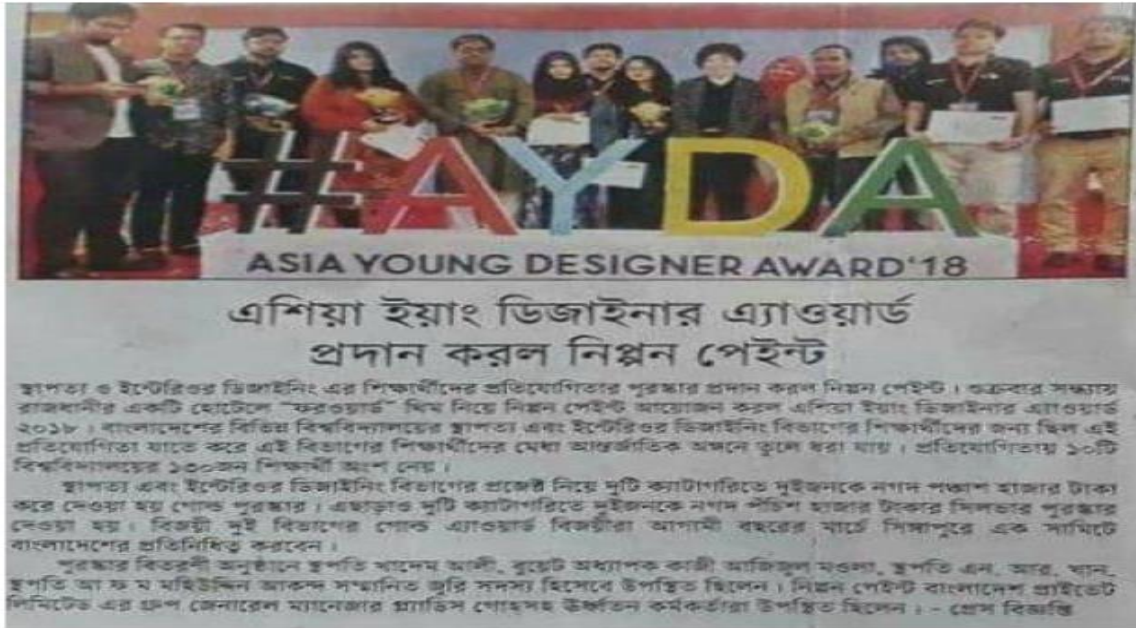 #AYDA
ASIA YOUNG DESIGNER AWARD'18
এশিয়া ইয়াং ডিজাইনার এ্যাওয়ার্ড
প্রদান করল নিপ্পন পেইন্ট
স্থাপত্য ও ইন্টেরিওর ডিজাইনিং এর শিক্ষার্থীদের প্রতিযোগিতার পুরস্কার প্রদান করল নিপ্পন পেইন্ট। শুক্রবার সন্ধ্যায়
রাজধানীর একটি হোটেলে "ফরওয়ার্ড" থিম নিয়ে নিপ্পন পেইন্ট আয়োজন করল এশিয়া ইয়াং ডিজাইনার এ্যাওয়ার্ড
২০১৮। বাংলাদেশের বিভিন্ন বিশ্ববিদ্যালয়ের স্থাপত্য এবং ইন্টেরিওর ডিজাইনিং বিভাগের শিক্ষার্থীদের জন্য ছিল এই
প্রতিযোগিতা যাতে করে এই বিভাগের শিক্ষার্থীদের মেধা আন্তর্জাতিক অঙ্গনে তুলে ধরা যায়। প্রতিযোগিতায় ১০টি
বিশ্ববিদ্যালয়ের ১৩০জন শিক্ষার্থী অংশ নেয়।
স্থাপত্য এবং ইন্টেরিওর ডিজাইনিং বিভাগের প্রজেক্ট নিয়ে দুটি ক্যাটাগরিতে দুইজনকে নগদ পঞ্চাশ হাজার টাকা
করে দেওয়া হয় গোল্ড পুরস্কার। এছাড়াও দুটি ক্যাটাগরিতে দুইজনকে নগদ পঁচিশ হাজার টাকার সিলভার পুরস্কার
দেওয়া হয়। বিজয়ী দুই বিভাগের গোল্ড এ্যাওয়ার্ড বিজয়ীরা আগামী বছরের মার্চে সিঙ্গাপুরে এক সামিটে
বাংলাদেশের প্রতিনিধিত্ব করবেন।
পুরস্কার বিতরণী অনুষ্ঠানে স্থপতি খাদেম আলী, বুয়েট অধ্যাপক কাজী আজিজুল মওলা, স্থপতি এন, আর, খান,
স্থপতি আ ফ ম মহিউদ্দিন আকন্দ সম্মানিত জুরি সদস্য হিসেবে উপস্থিত ছিলেন। নিপ্পন পেইন্ট বাংলাদেশ প্রাইভেট
লিমিটেড এর গ্রুপ জেনারেল ম্যানেজার গ্ল্যাডিস গোহসহ ঊর্ধ্বতন কর্মকর্তারা উপস্থিত ছিলেন। - প্রেস বিজ্ঞপ্তি